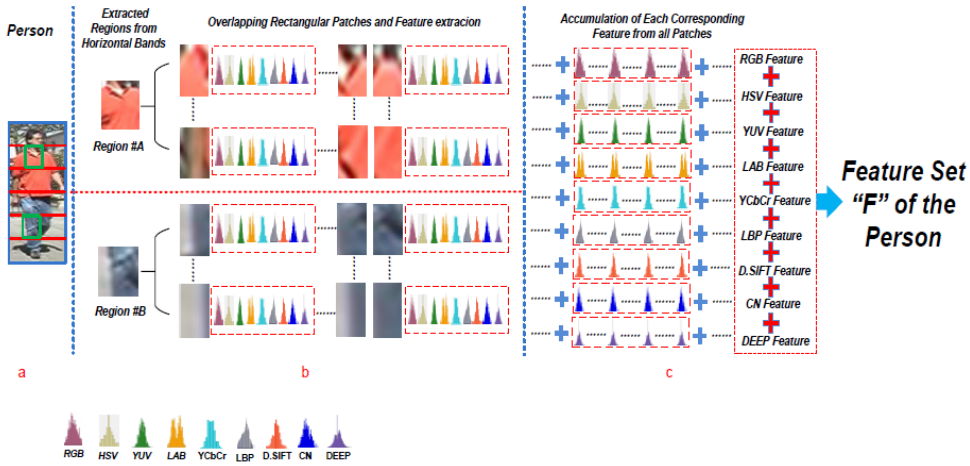 Person
Extracted
Regions from
Horizontal Bands
Overlapping Rectangular Patches and Feature extracion
Accumulation of Each Corresponding
Feature from all Patches
Region #A
Region #B
RGB Feature
HSV Feature
YUV Feature
LAB Feature
YCbCr Feature
LBP Feature
D.SIFT Feature
CN Feature
DEEP Feature
Feature Set
“F” of the
Person
a
b
c
RGB HSV YUV LAB YCbCr LBP D.SIFT CN DEEP